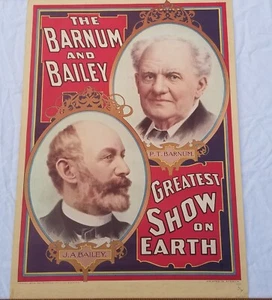 THE
BARNUM
AND
BAILEY
P.T. BARNUM.
J.A. BAILEY.
GREATEST
SHOW
ON
EARTH